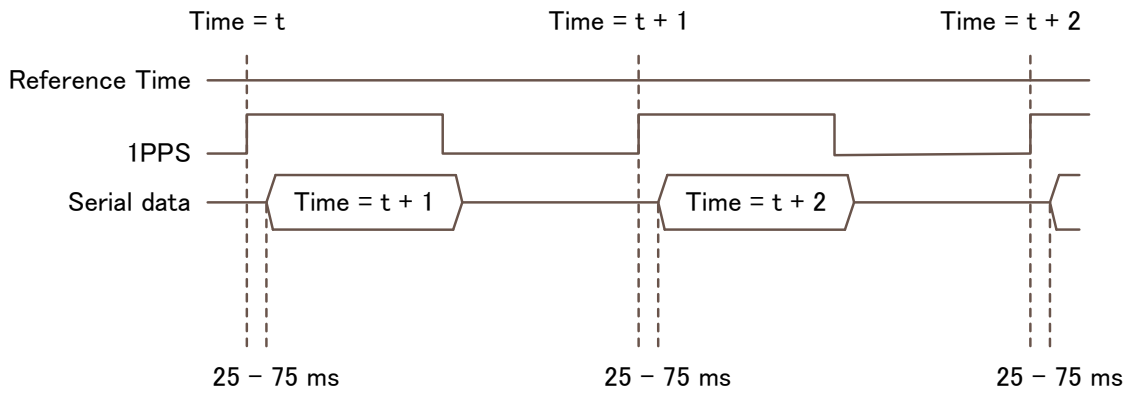 Time = t
Time = t + 1
Time = t + 2
Reference Time
1PPS
Serial data
Time = t + 1
Time = t + 2
25 – 75 ms
25 – 75 ms
25 – 75 ms